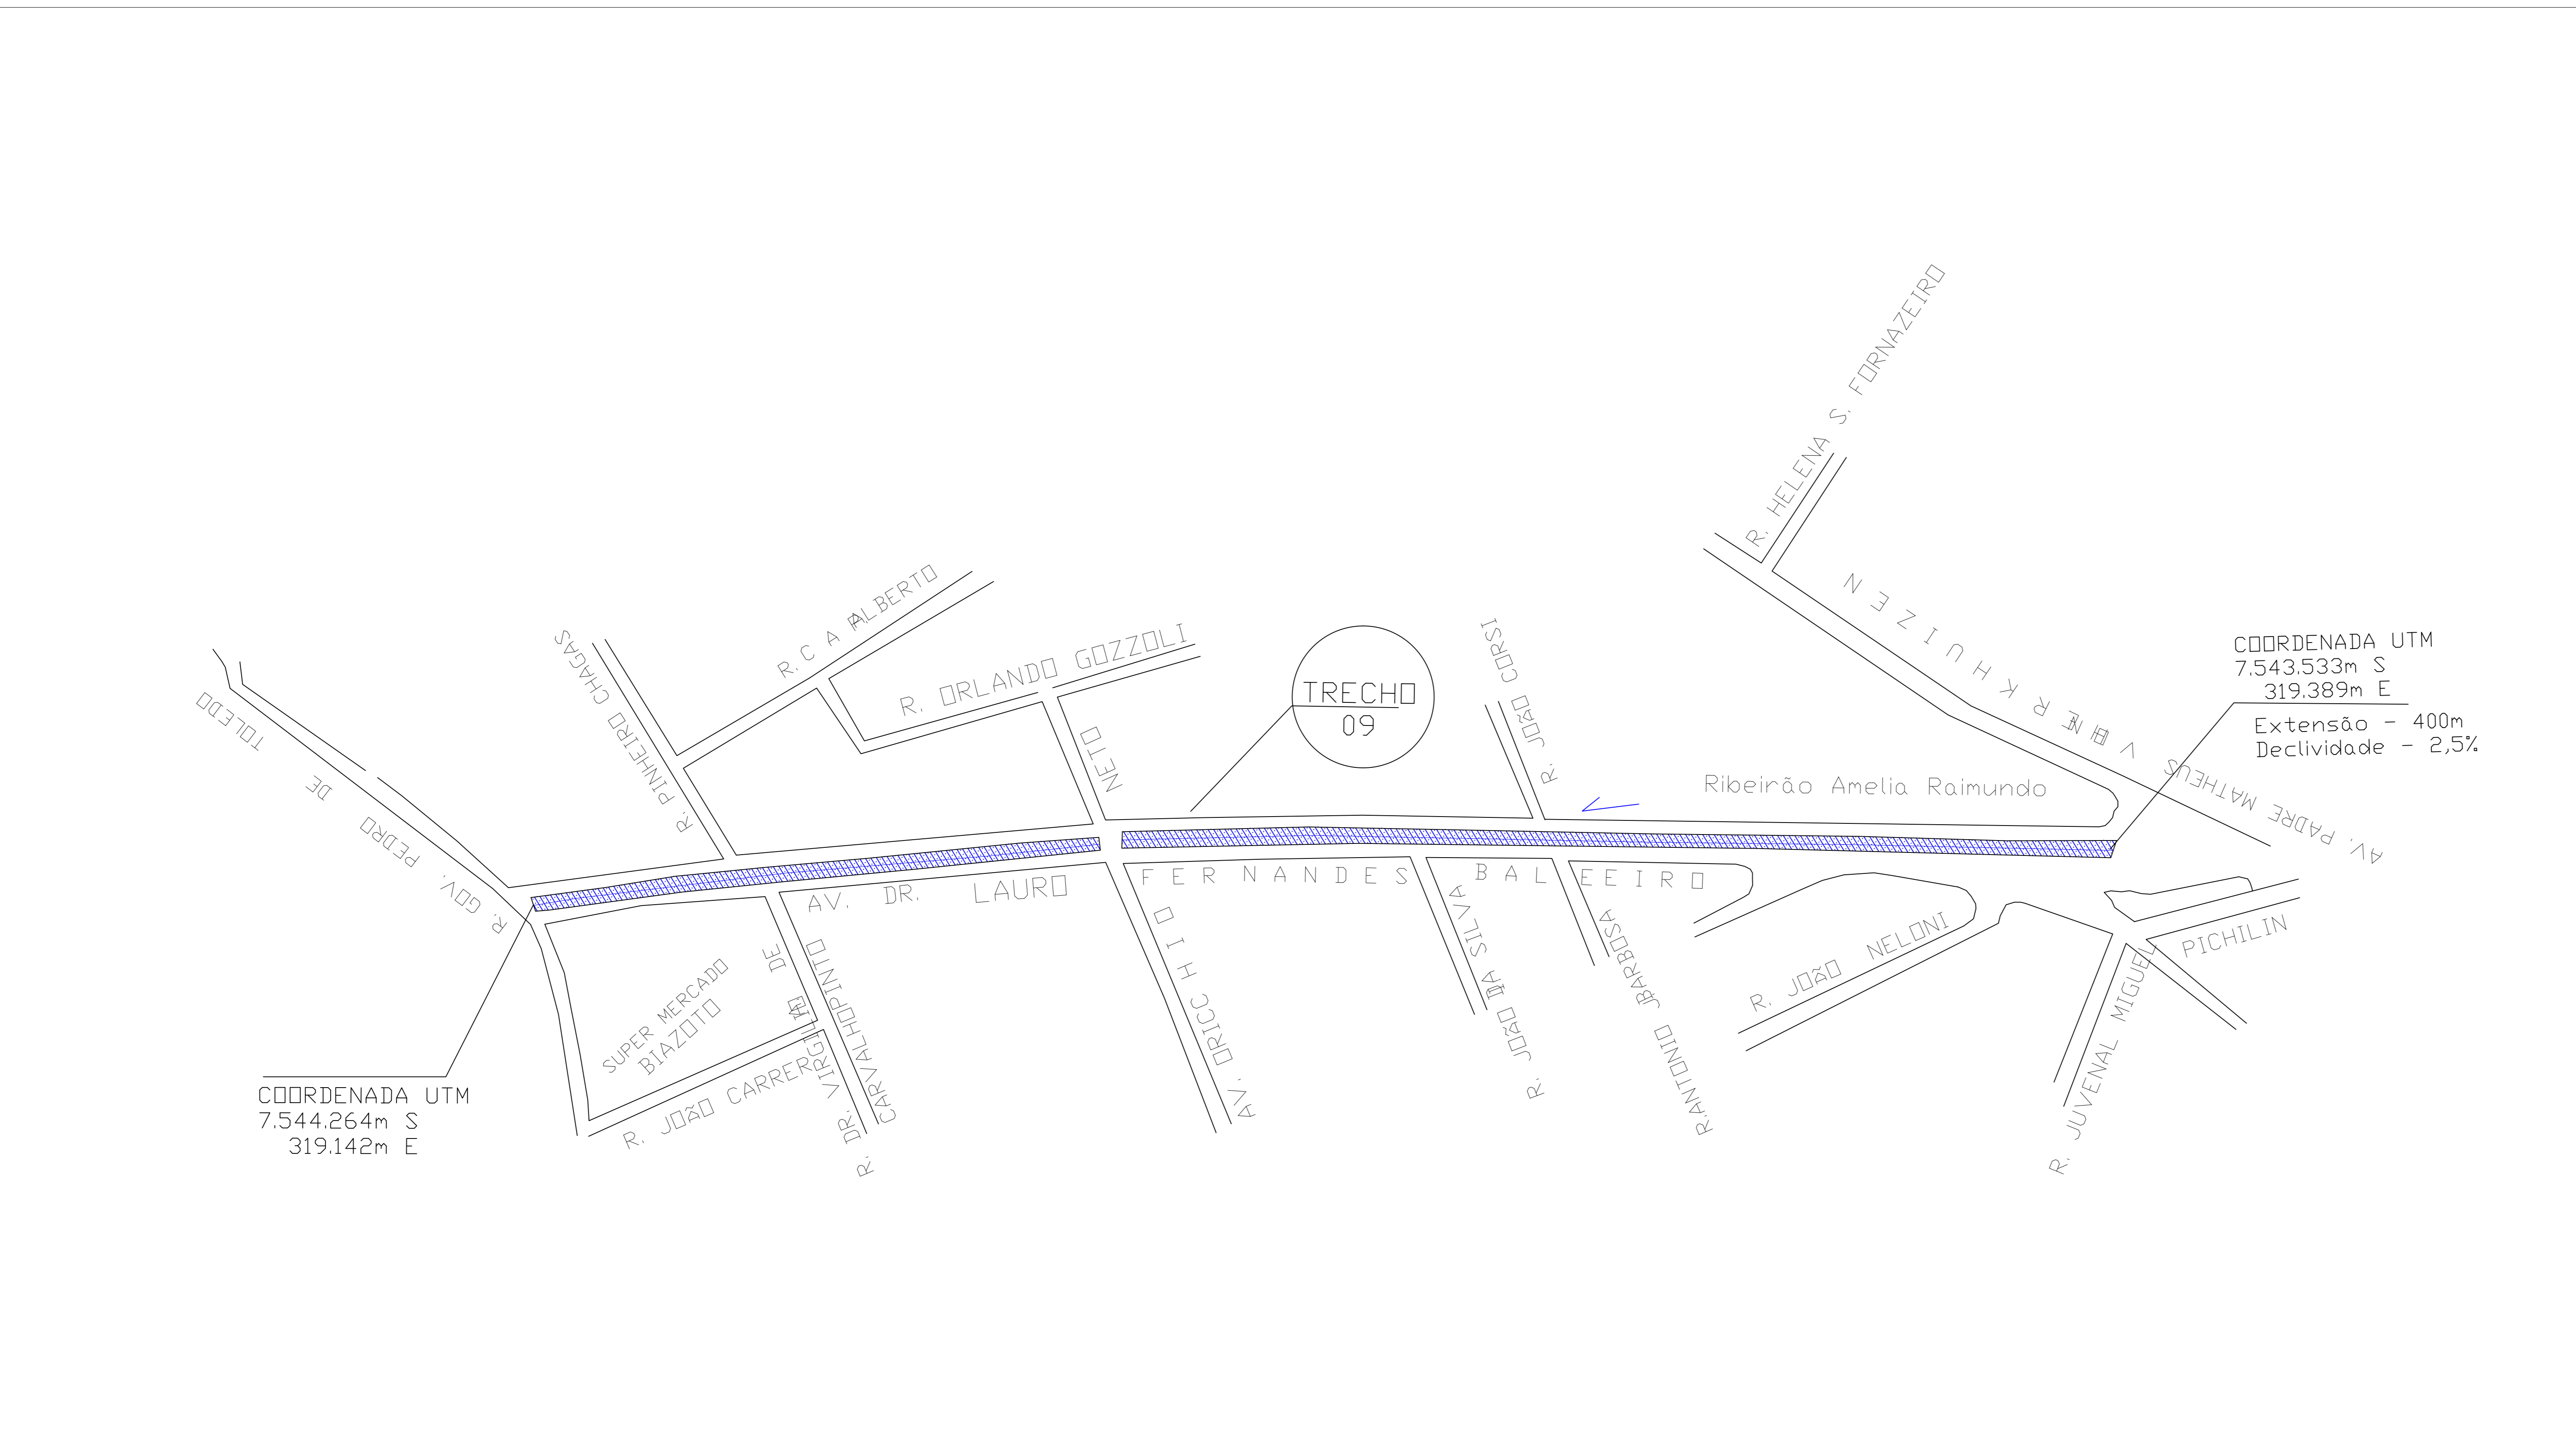 R. HELENA S. FORNAZEIRO
AV. PADRE MATHEUS
HUIZEN
R. C A ALBERTO
R. ORLANDO GOZZOLI
NETO
R. PINHEIRO CHAGAS
R. GOV. PEDRO DE TOLEDO
TRECHO
09
R. JOÃO CORSI
Ribeirão Amelia Raimundo
COORDENADA UTM
7.543.533m S
319.389m E
Extensão - 400m
Declividade - 2,5%
AV. DR. LAURO FERNANDES BALEEIRO
SUPER MERCADO
BIAZOTO
R. JOÃO CARRER
R. DR. VIRGILIO DE
CARVALHO PINTO
AV. ORICCHIO
R. JOÃO DA SILVA
R. ANTONIO BARBOSA
R. JOÃO NELONI
R. JUVENAL MIGUEL
PICHILIN
COORDENADA UTM
7.544.264m S
319.142m E